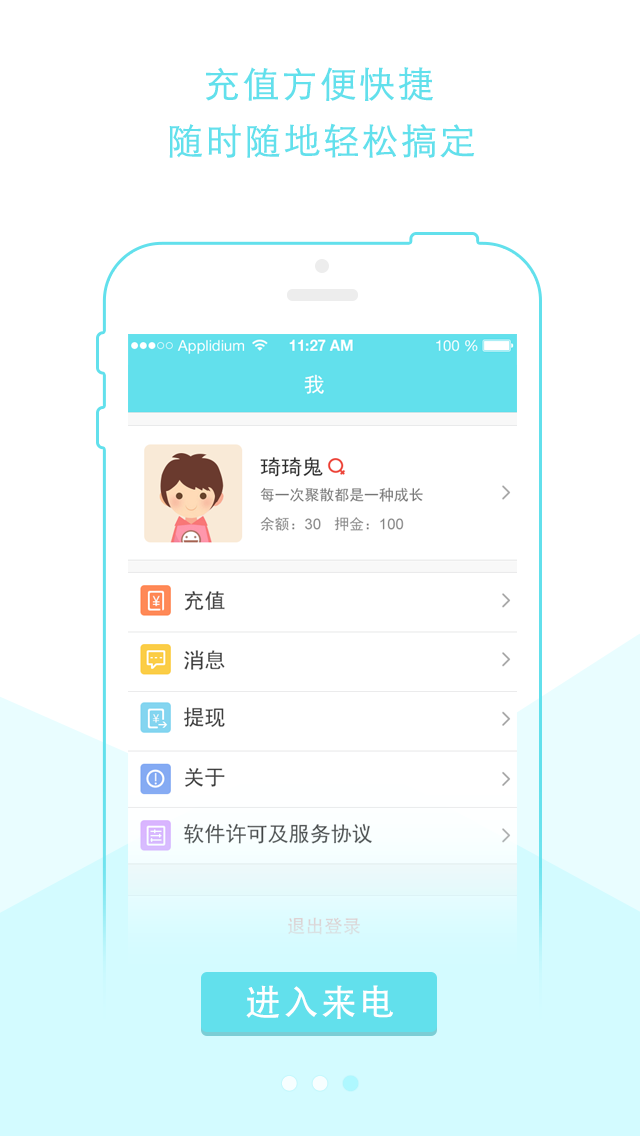 充值方便快捷
随时随地轻松搞定
Applidium 11:27 AM 100 %
我
琦琦鬼
每一次聚散都是一种成长
余额：30 押金：100
充值
消息
提现
关于
软件许可及服务协议
退出登录
进入来电